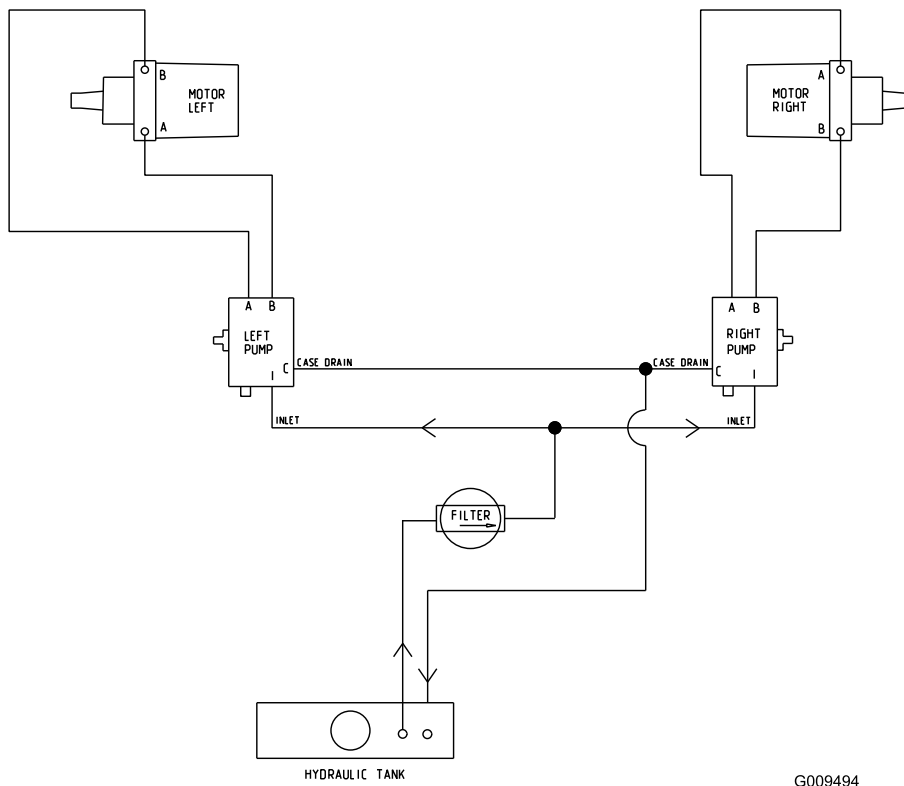 B
MOTOR
LEFT
A
A
MOTOR
RIGHT
B
A B
LEFT
PUMP
C
I
CASE DRAIN
INLET
A B
RIGHT
PUMP
CASE DRAIN
C
I
INLET
FILTER
HYDRAULIC TANK
G009494